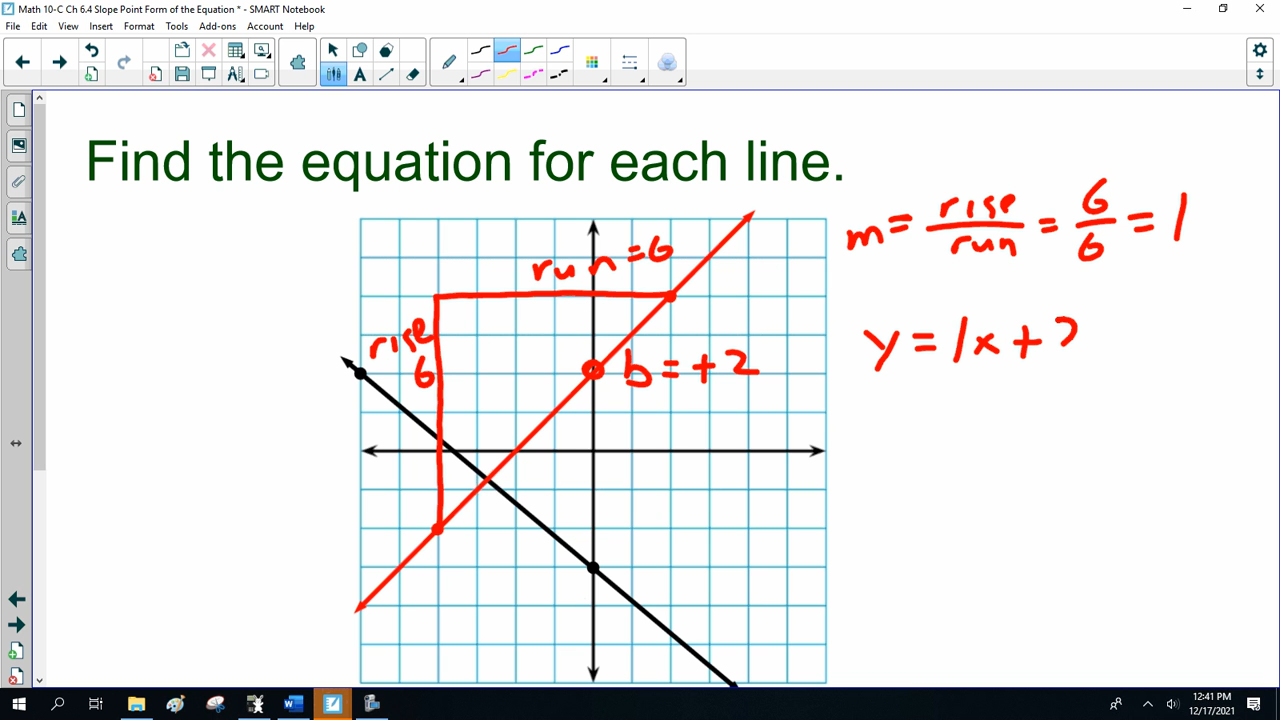 Math 10-C Ch 6.4 Slope Point Form of the Equation * - SMART Notebook
File Edit View Insert Format Tools Add-ons Account Help
Find the equation for each line.
m = rise/run = 6/6 = 1
run = 6
rise
6
b = +2
y = 1x +
12:41 PM
12/17/2021